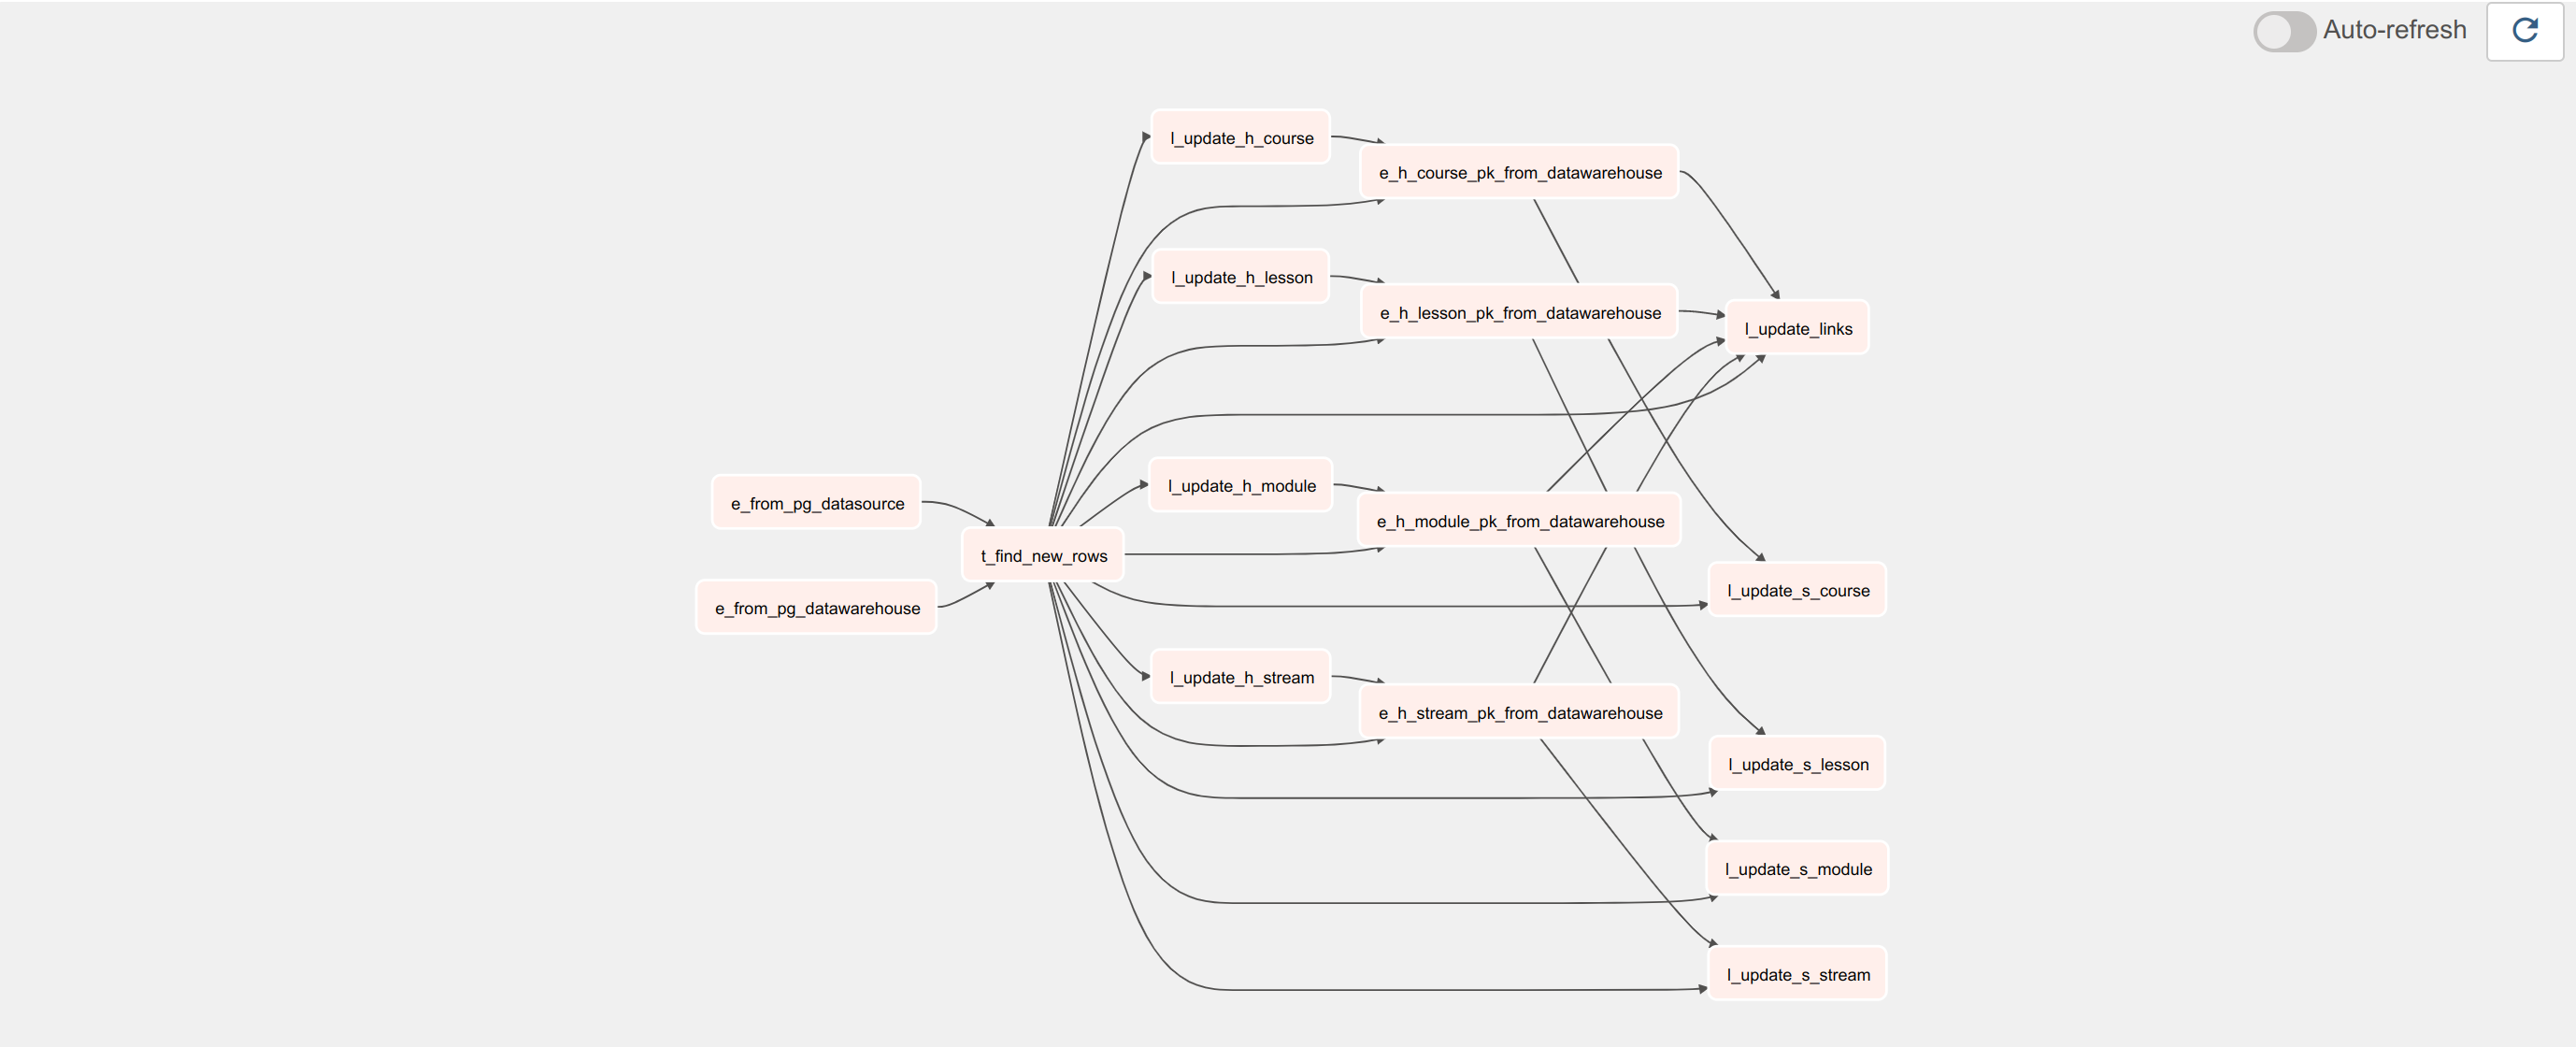 Auto-refresh
l_update_h_course
e_h_course_pk_from_datawarehouse
l_update_h_lesson
e_h_lesson_pk_from_datawarehouse
l_update_links
l_update_h_module
e_from_pg_datasource
e_h_module_pk_from_datawarehouse
t_find_new_rows
l_update_s_course
e_from_pg_datawarehouse
l_update_h_stream
e_h_stream_pk_from_datawarehouse
l_update_s_lesson
l_update_s_module
l_update_s_stream